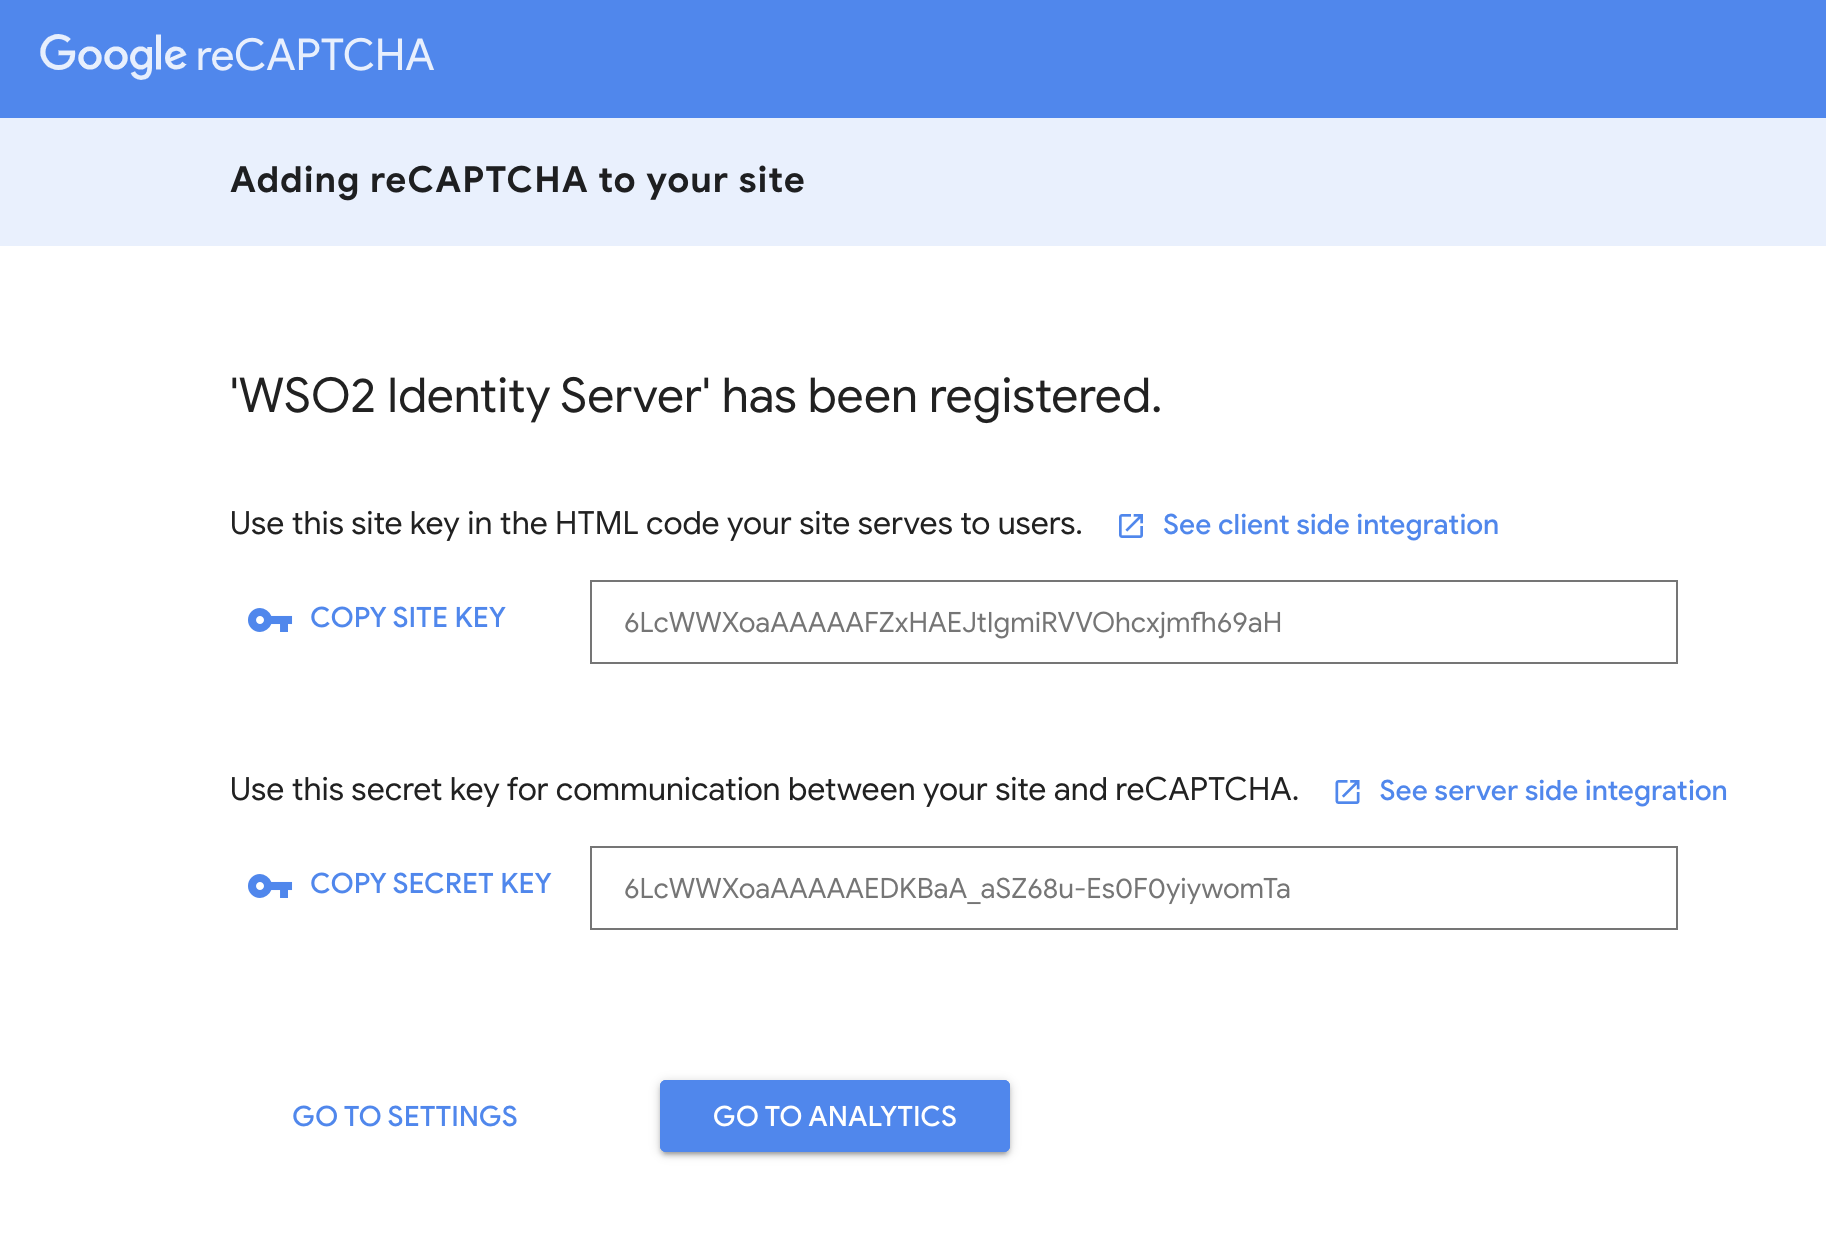 Google reCAPTCHA
Adding reCAPTCHA to your site
'WSO2 Identity Server' has been registered.
Use this site key in the HTML code your site serves to users. See client side integration
COPY SITE KEY 6LcWWXoaAAAAAFZxHAEJtIgmiRVVOhcxjmfh69aH
Use this secret key for communication between your site and reCAPTCHA. See server side integration
COPY SECRET KEY 6LcWWXoaAAAAAEDKBaA_aSZ68u-Es0F0yiywomTa
GO TO SETTINGS GO TO ANALYTICS